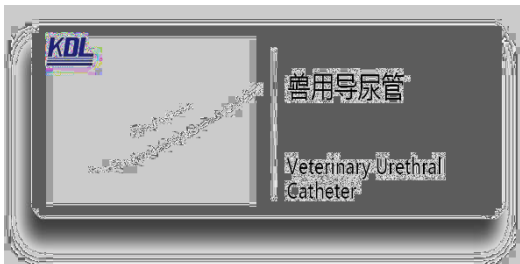 KDL
兽用导尿管
Veterinary Urethral
Catheter